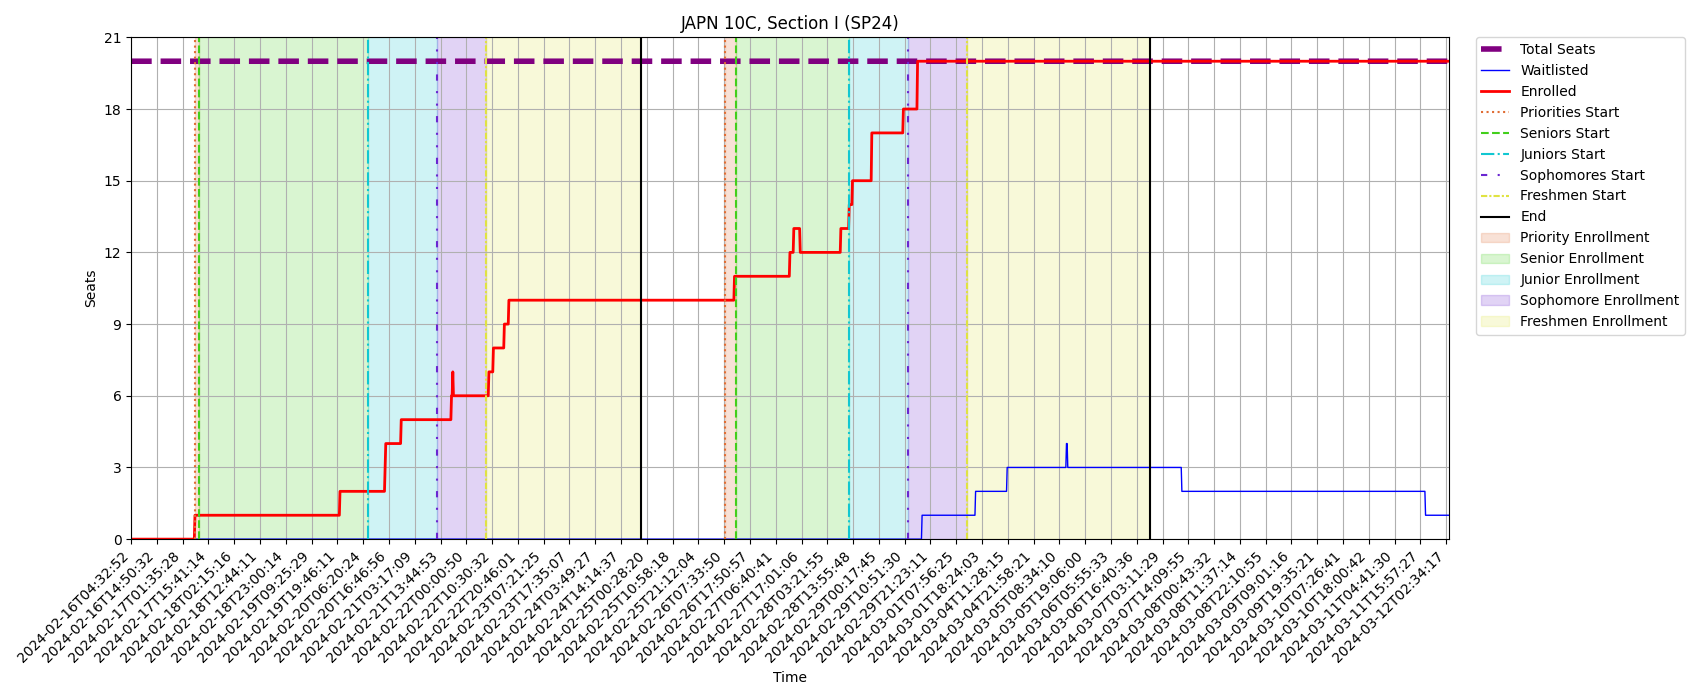 JAPN 10C, Section I (SP24)
21
18
15
12
9
6
3
0
Seats
2024-02-16T04:32:52
2024-02-16T14:50:32
2024-02-17T01:35:28
2024-02-17T15:41:14
2024-02-18T02:15:16
2024-02-18T12:44:11
2024-02-18T23:00:14
2024-02-19T09:25:29
2024-02-19T19:46:11
2024-02-20T06:20:24
2024-02-20T16:46:56
2024-02-21T03:17:09
2024-02-21T13:44:53
2024-02-22T00:00:50
2024-02-22T10:30:32
2024-02-22T20:46:01
2024-02-23T07:21:25
2024-02-23T17:35:07
2024-02-24T03:49:27
2024-02-24T14:14:37
2024-02-25T00:28:20
2024-02-25T10:58:18
2024-02-25T21:12:04
2024-02-26T07:33:50
2024-02-26T17:50:57
2024-02-27T06:40:41
2024-02-27T17:01:06
2024-02-28T03:21:55
2024-02-28T13:55:48
2024-02-29T00:17:45
2024-02-29T10:51:30
2024-02-29T21:23:11
2024-03-01T07:56:25
2024-03-01T18:24:03
2024-03-04T11:28:15
2024-03-04T21:58:21
2024-03-05T08:34:10
2024-03-05T19:06:00
2024-03-06T05:55:33
2024-03-06T16:40:36
2024-03-07T03:11:29
2024-03-07T14:09:55
2024-03-08T00:43:32
2024-03-08T11:37:14
2024-03-08T22:10:55
2024-03-09T09:01:16
2024-03-09T19:35:21
2024-03-10T07:26:41
2024-03-10T18:00:42
2024-03-11T04:41:30
2024-03-11T15:57:27
2024-03-12T02:34:17
Time
Total Seats
Waitlisted
Enrolled
Priorities Start
Seniors Start
Juniors Start
Sophomores Start
Freshmen Start
End
Priority Enrollment
Senior Enrollment
Junior Enrollment
Sophomore Enrollment
Freshmen Enrollment